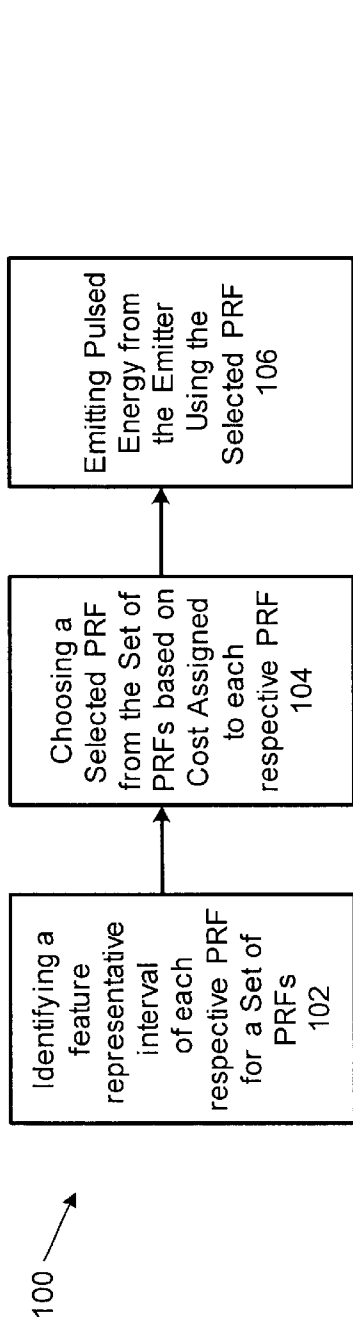 100
Identifying a
feature
representative
interval
of each
respective PRF
for a Set of
PRFs
102
Choosing a
Selected PRF
from the Set of
PRFs based on
Cost Assigned
to each
respective PRF
104
Emitting Pulsed
Energy from
the Emitter
Using the
Selected PRF
106